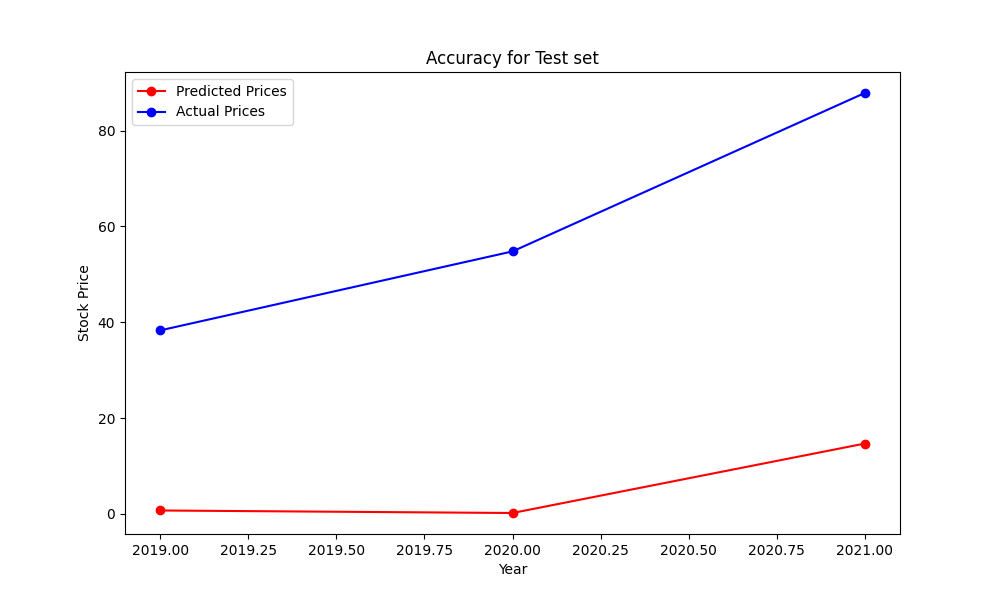 Accuracy for Test set
Predicted Prices
Actual Prices
80
60
40
20
0
Stock Price
2019.00 2019.25 2019.50 2019.75 2020.00 2020.25 2020.50 2020.75 2021.00
Year